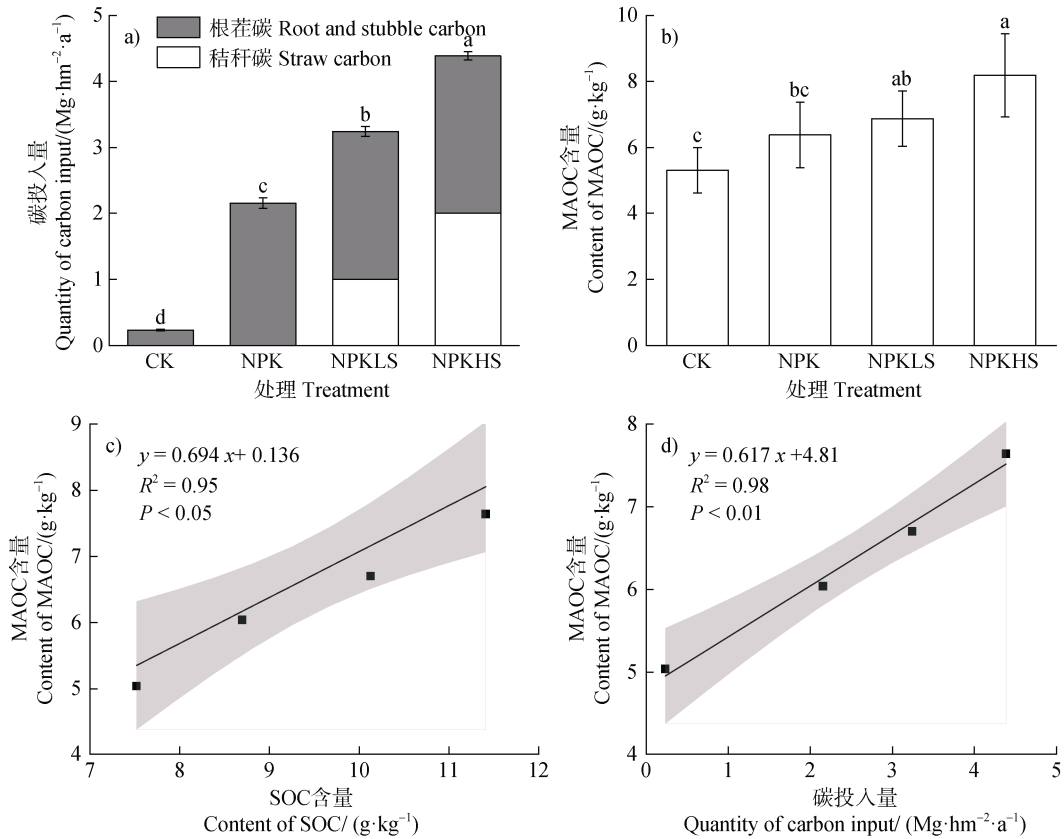 a)
根茬碳 Root and stubble carbon
秸秆碳 Straw carbon
碳投入量
Quantity of carbon input/(Mg·hm⁻²·a⁻¹)
5
4
3
2
1
0
d
c
b
a
CK NPK NPKLS NPKHS
处理 Treatment
b)
MAOC含量
Content of MAOC/(g·kg⁻¹)
10
8
6
4
2
0
c
bc
ab
a
CK NPK NPKLS NPKHS
处理 Treatment
c)
y = 0.694 x+ 0.136
R² = 0.95
P < 0.05
MAOC含量
Content of MAOC/(g·kg⁻¹)
9
8
7
6
5
4
7 8 9 10 11 12
SOC含量
Content of SOC/ (g·kg⁻¹)
d)
y = 0.617 x +4.81
R² = 0.98
P < 0.01
MAOC含量
Content of MAOC/(g·kg⁻¹)
8
7
6
5
4
0 1 2 3 4 5
碳投入量
Quantity of carbon input/ (Mg·hm⁻²·a⁻¹)